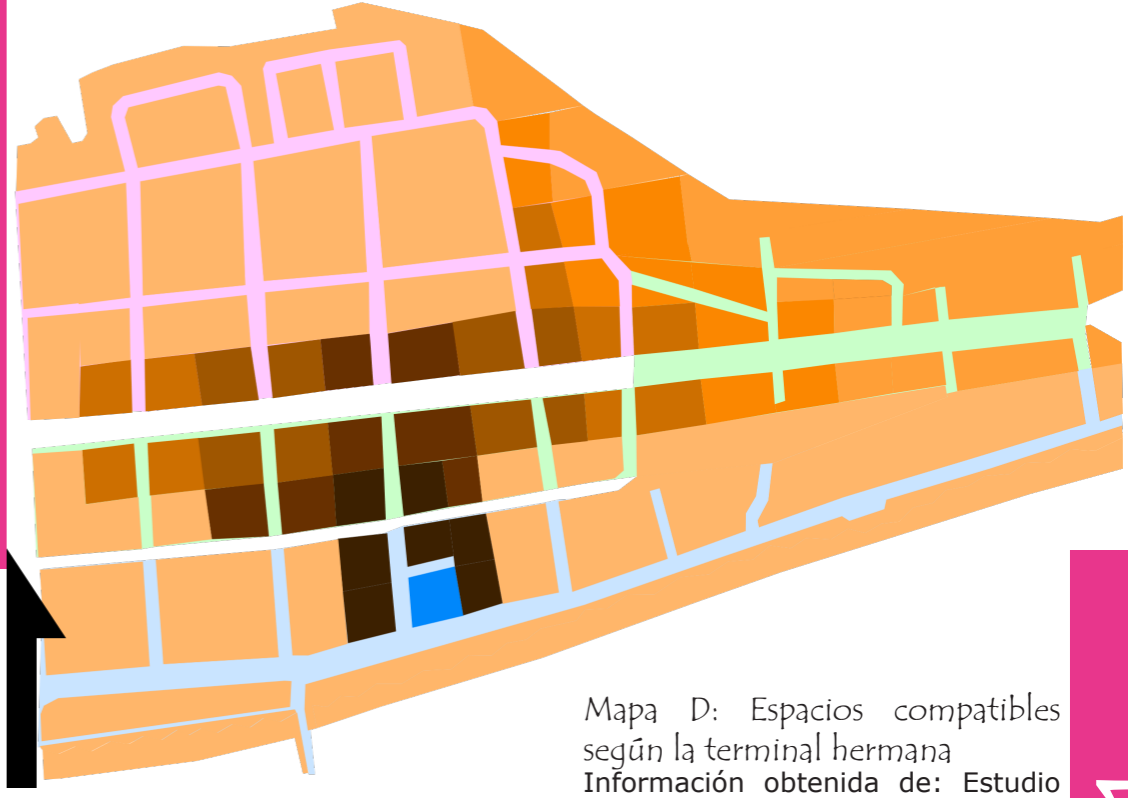 Mapa D: Espacios compatibles
según la terminal hermana
Información obtenida de: Estudio